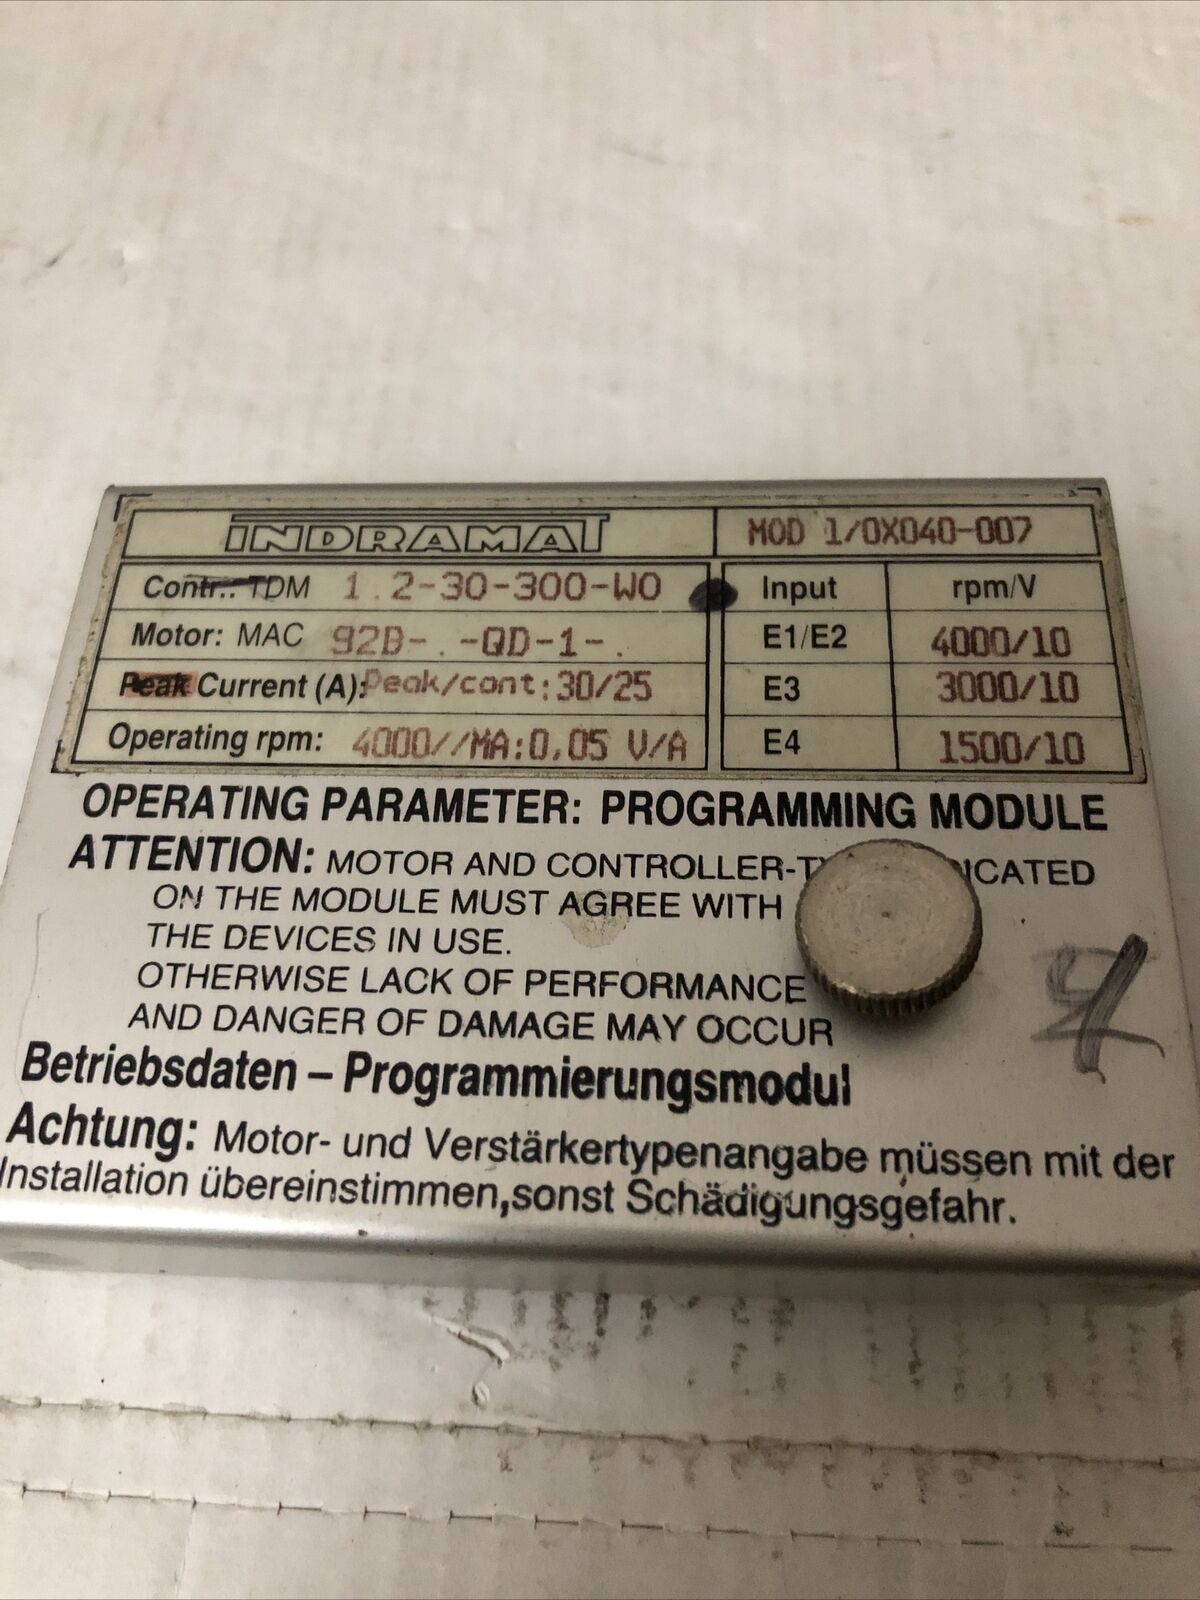 INDRAMAT MOD 1/0X040-007
Contr.: TDM 1.2-30-300-W0 Input rpm/V
Motor: MAC 92B-.-QD-1-. E1/E2 4000/10
Peak Current (A): Peak/cont:30/25 E3 3000/10
Operating rpm: 4000//MA:0,05 V/A E4 1500/10
OPERATING PARAMETER: PROGRAMMING MODULE
ATTENTION: MOTOR AND CONTROLLER-
ON THE MODULE MUST AGREE WITH
THE DEVICES IN USE.
OTHERWISE LACK OF PERFORMANCE
AND DANGER OF DAMAGE MAY OCCUR
Betriebsdaten – Programmierungsmodul
Achtung: Motor- und Verstärkertypenangabe müssen mit der
Installation übereinstimmen,sonst Schädigungsgefahr.